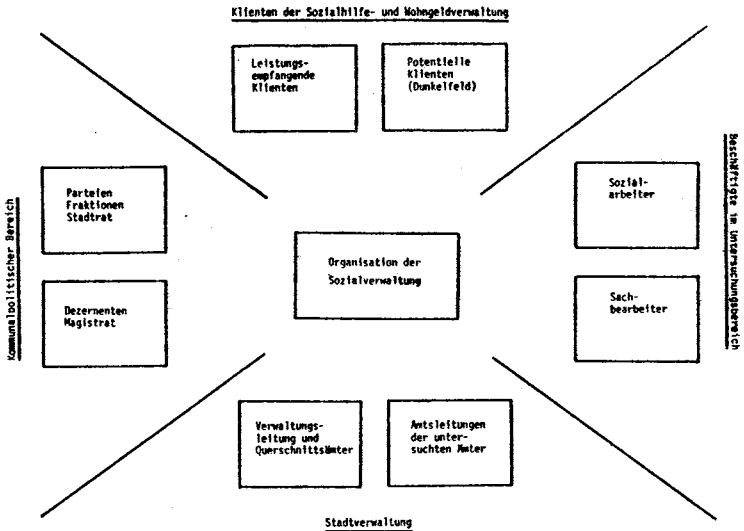 Klienten der Sozialhilfe- und Wohngeldverwaltung
Leistungs-
empfangende
Klienten
Potentielle
Klienten
(Dunkelfeld)
Kommunalpolitischer Bereich
Parteien
Fraktionen
Stadtrat
Dezernenten
Magistrat
Organisation der
Sozialverwaltung
Sozial-
arbeiter
Sach-
bearbeiter
Beschäftigte im Untersuchungsbereich
Verwaltungs-
leitung und
Querschnittsämter
Amtsleitungen
der unter-
suchten Ämter
Stadtverwaltung